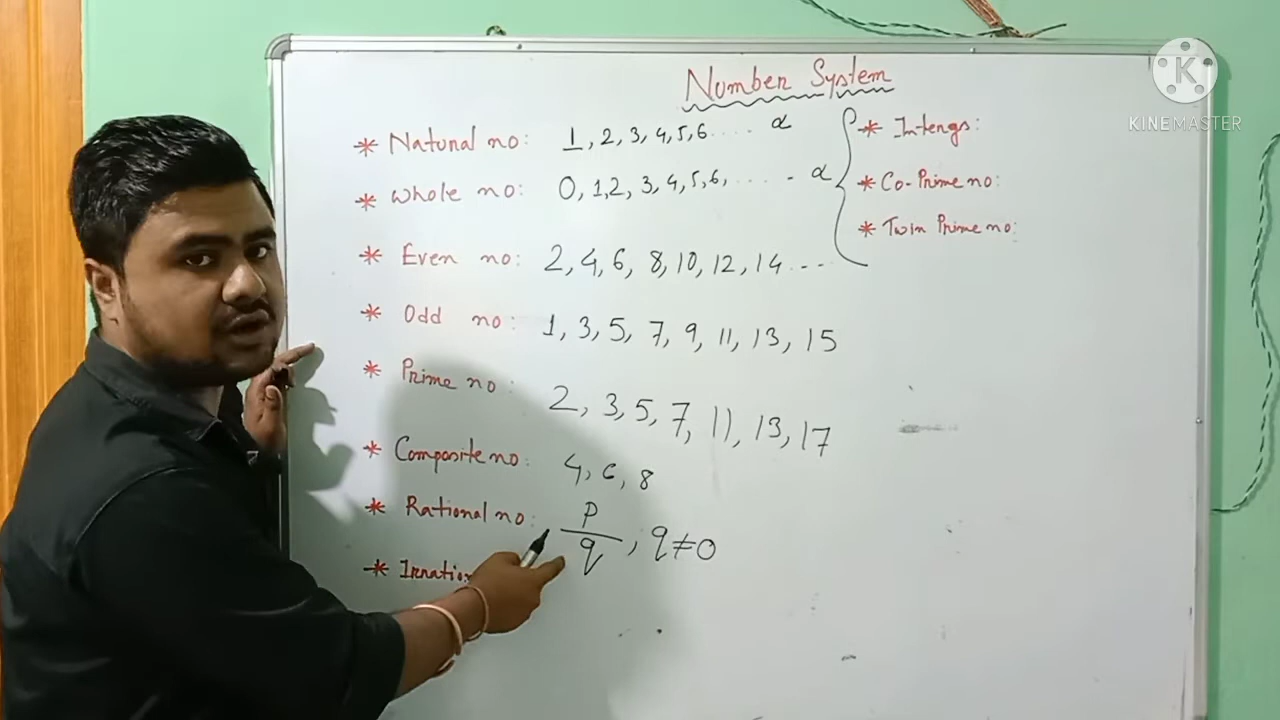 Number System
* Natural no: 1, 2, 3, 4, 5, 6 .... α
* Whole no: 0, 1, 2, 3, 4, 5, 6, .... - α
* Even no: 2, 4, 6, 8, 10, 12, 14 ---
* Odd no: 1, 3, 5, 7, 9, 11, 13, 15
* Prime no: 2, 3, 5, 7, 11, 13, 17
* Composite no: 4, 6, 8
* Rational no: p/q, q≠0
* Irratio
* Intengs:
* Co-Prime no:
* Twin Prime no:
K
KINEMASTER